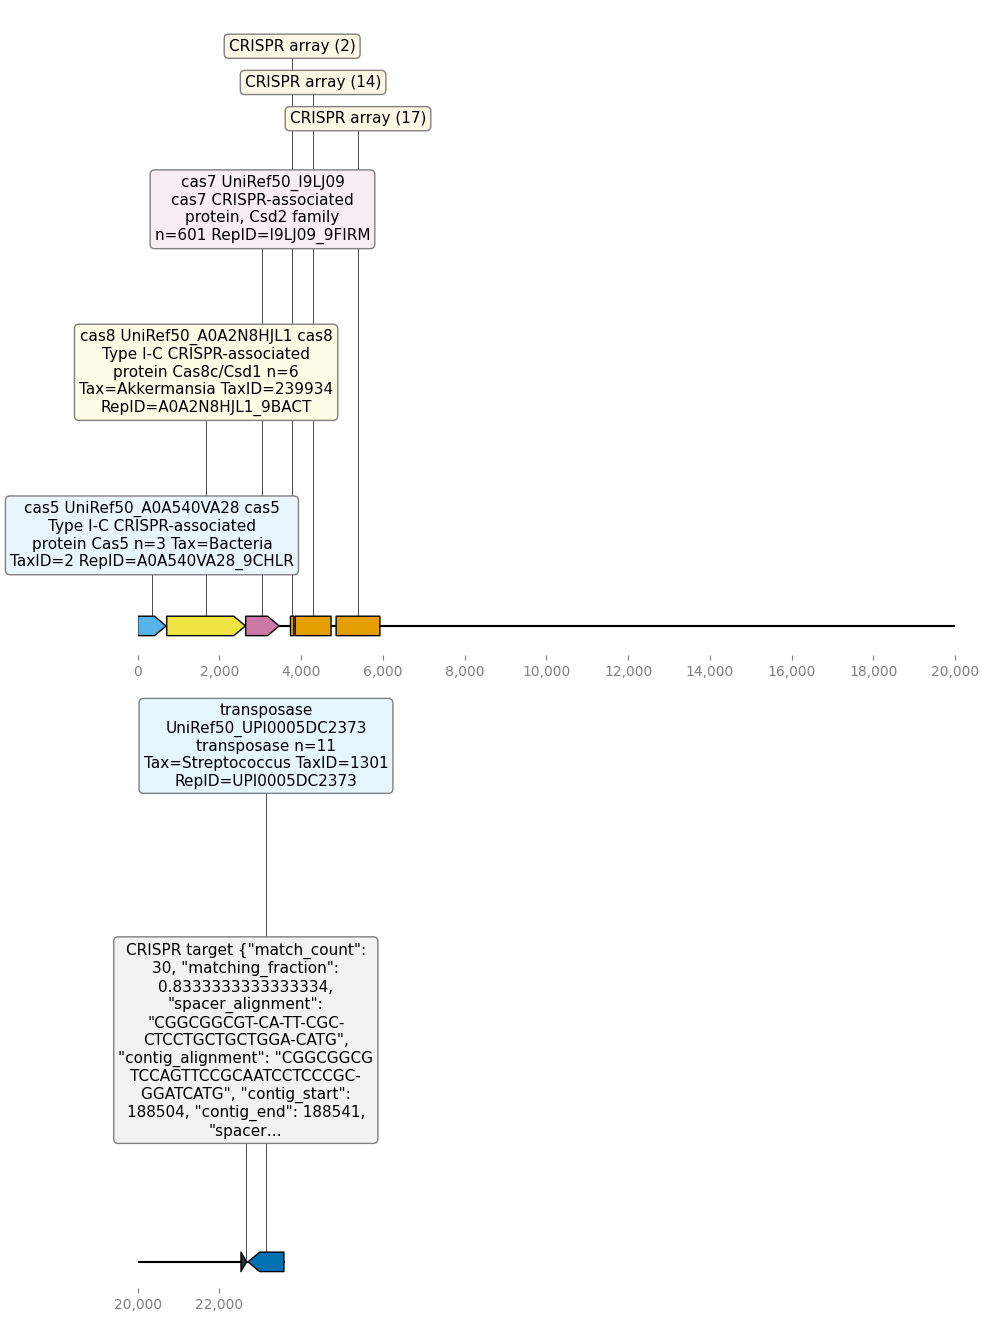 CRISPR array (2)
CRISPR array (14)
CRISPR array (17)
cas7 UniRef50_I9LJ09
cas7 CRISPR-associated
protein, Csd2 family
n=601 RepID=I9LJ09_9FIRM
cas8 UniRef50_A0A2N8HJL1 cas8
Type I-C CRISPR-associated
protein Cas8c/Csd1 n=6
Tax=Akkermansia TaxID=239934
RepID=A0A2N8HJL1_9BACT
cas5 UniRef50_A0A540VA28 cas5
Type I-C CRISPR-associated
protein Cas5 n=3 Tax=Bacteria
TaxID=2 RepID=A0A540VA28_9CHLR
0 2,000 4,000 6,000 8,000 10,000 12,000 14,000 16,000 18,000 20,000
transposase
UniRef50_UPI0005DC2373
transposase n=11
Tax=Streptococcus TaxID=1301
RepID=UPI0005DC2373
CRISPR target {"match_count":
30, "matching_fraction":
0.8333333333333334,
"spacer_alignment":
"CGGCGGCGT-CA-TT-CGC-
CTCCTGCTGCTGGA-CATG",
"contig_alignment": "CGGCGGCG
TCCAGTTCCGCAATCCTCCCGC-
GGATCATG", "contig_start":
188504, "contig_end": 188541,
"spacer...
20,000 22,000